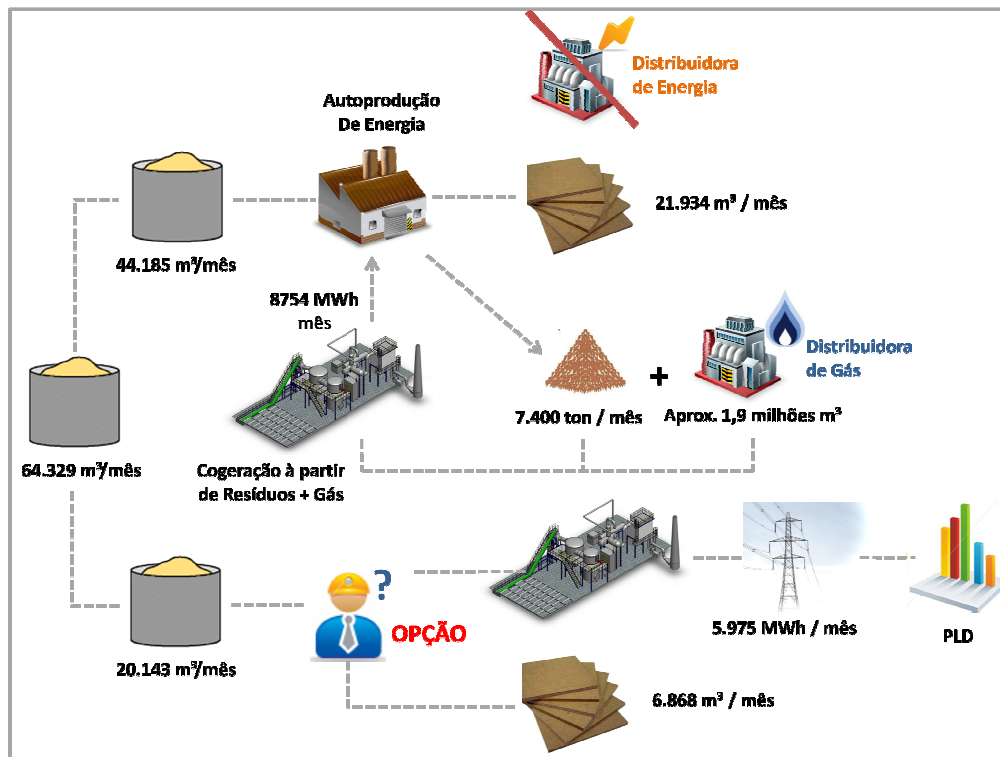 Distribuidora
de Energia
Autoprodução
De Energia
21.934 m³ / mês
44.185 m³/mês
8754 MWh
mês
Distribuidora
de Gás
+
7.400 ton / mês
Aprox. 1,9 milhões m³
64.329 m³/mês
Cogeração à partir
de Resíduos + Gás
?
OPÇÃO
20.143 m³/mês
5.975 MWh / mês
PLD
6.868 m³ / mês